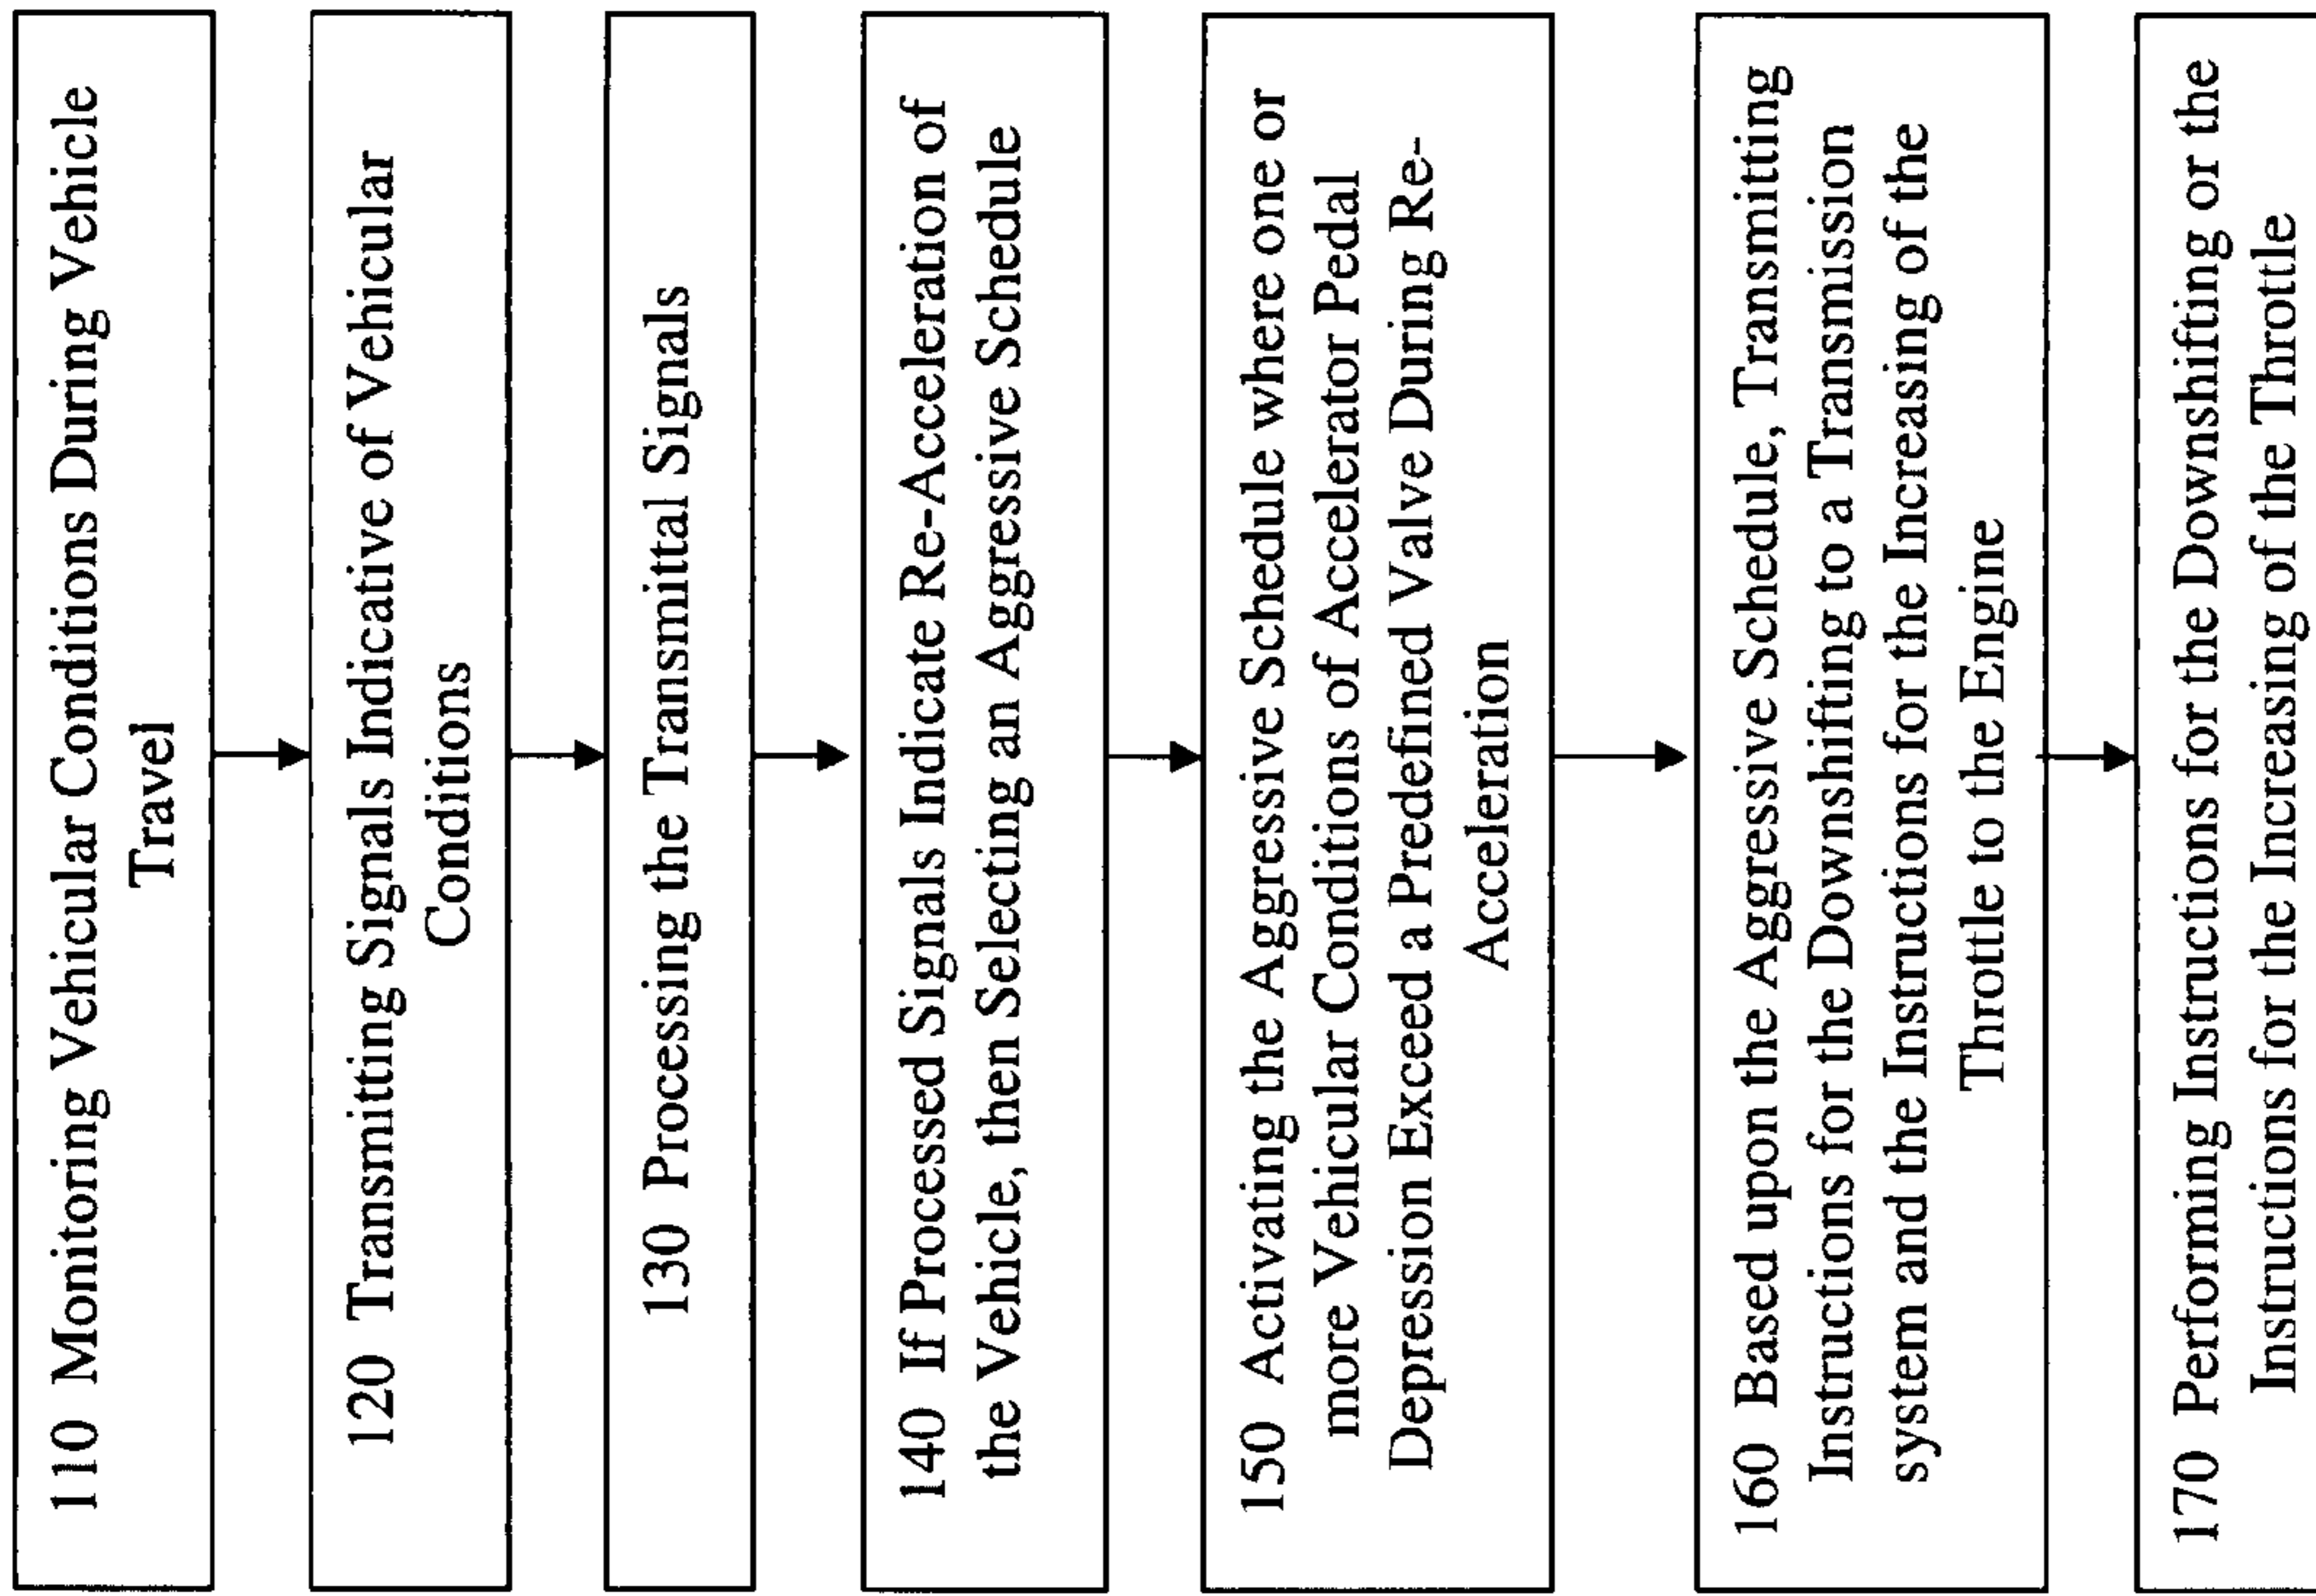 110 Monitoring Vehicular Conditions During Vehicle
Travel
120 Transmitting Signals Indicative of Vehicular
Conditions
130 Processing the Transmittal Signals
140 If Processed Signals Indicate Re-Acceleration of
the Vehicle, then Selecting an Aggressive Schedule
150 Activating the Aggressive Schedule where one or
more Vehicular Conditions of Accelerator Pedal
Depression Exceed a Predefined Valve During Re-
Acceleration
160 Based upon the Aggressive Schedule, Transmitting
Instructions for the Downshifting to a Transmission
system and the Instructions for the Increasing of the
Throttle to the Engine
170 Performing Instructions for the Downshifting or the
Instructions for the Increasing of the Throttle